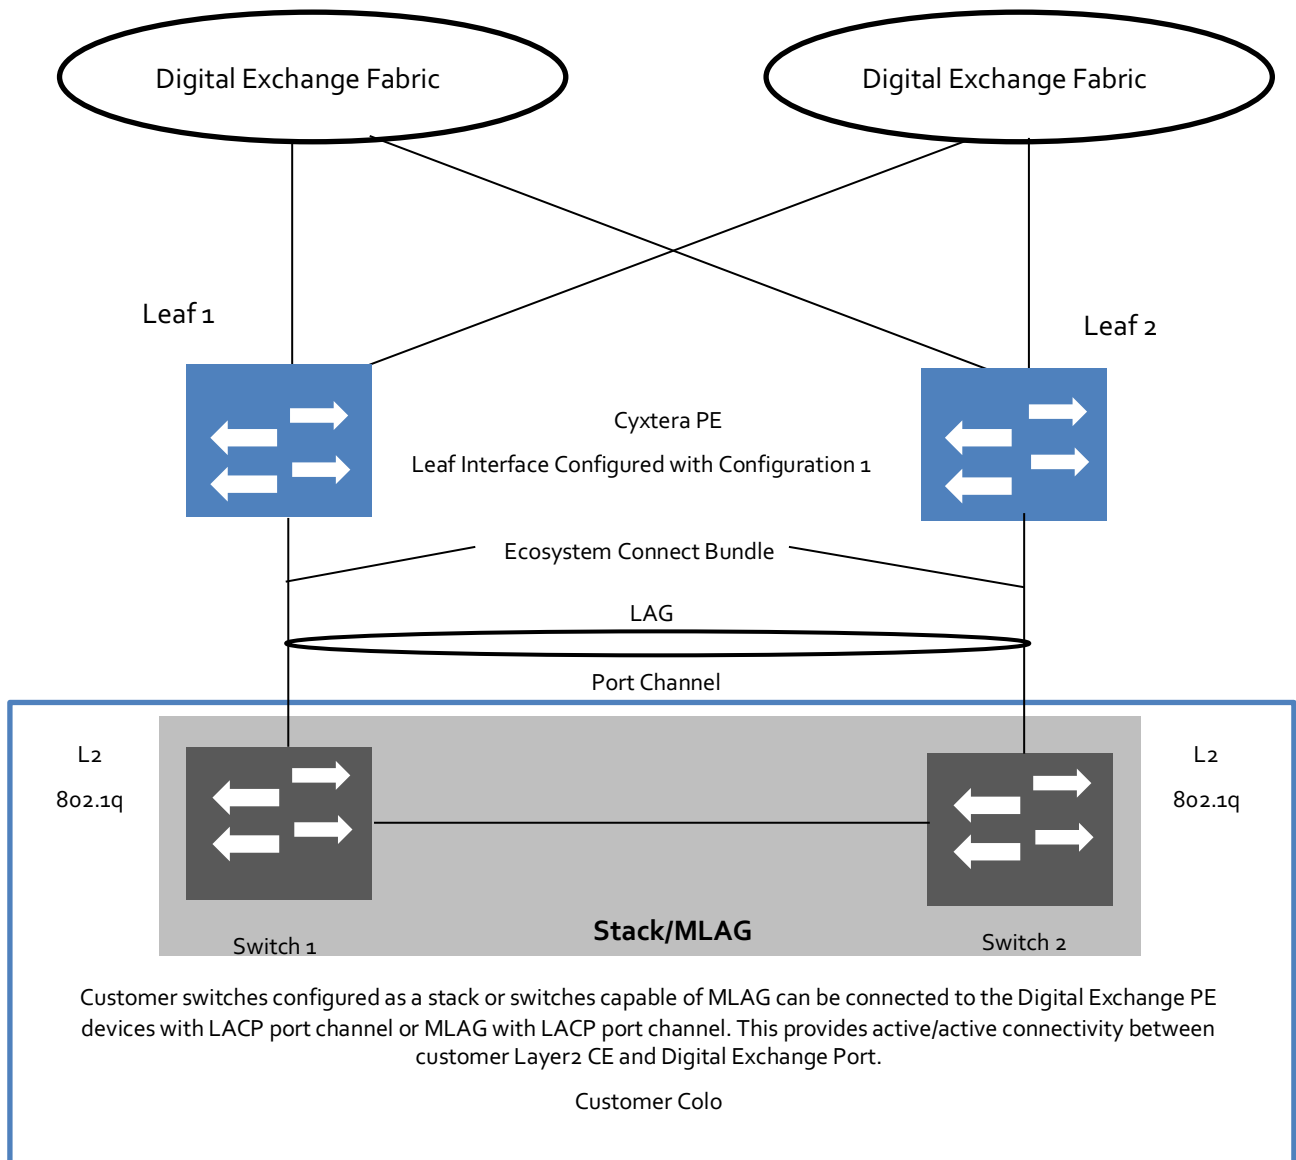 Digital Exchange Fabric
Digital Exchange Fabric
Leaf 1
Leaf 2
Cyxtera PE
Leaf Interface Configured with Configuration 1
Ecosystem Connect Bundle
LAG
Port Channel
L2
802.1q
L2
802.1q
Stack/MLAG
Switch 1
Switch 2
Customer switches configured as a stack or switches capable of MLAG can be connected to the Digital Exchange PE
devices with LACP port channel or MLAG with LACP port channel. This provides active/active connectivity between
customer Layer2 CE and Digital Exchange Port.
Customer Colo